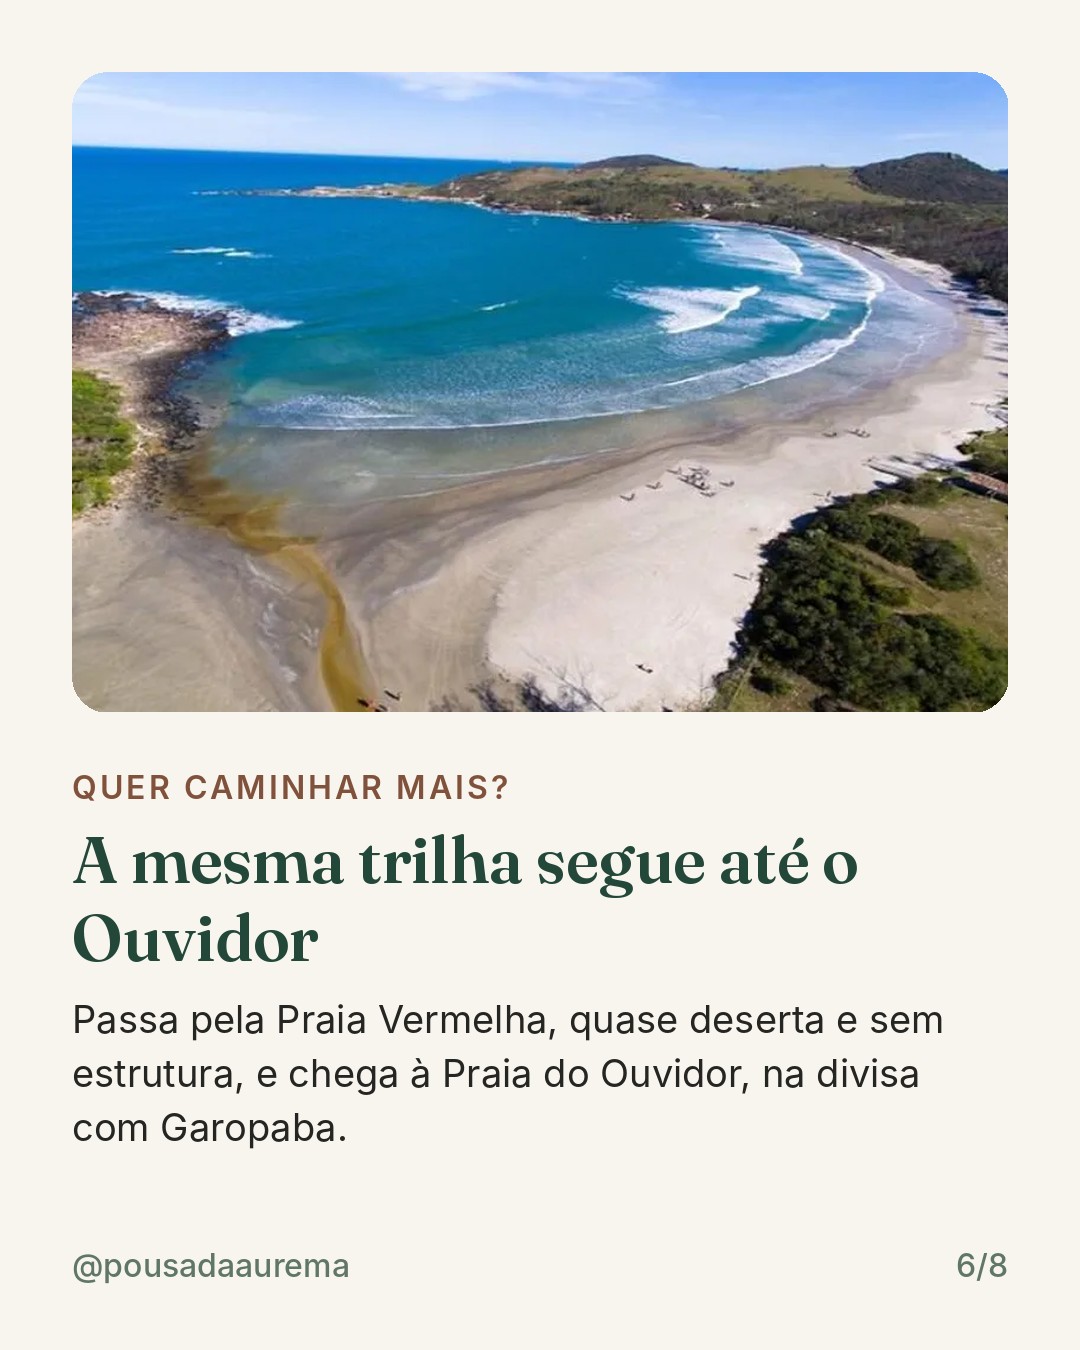 QUER CAMINHAR MAIS?
A mesma trilha segue até o
Ouvidor
Passa pela Praia Vermelha, quase deserta e sem
estrutura, e chega à Praia do Ouvidor, na divisa
com Garopaba.
@pousadaaurema
6/8